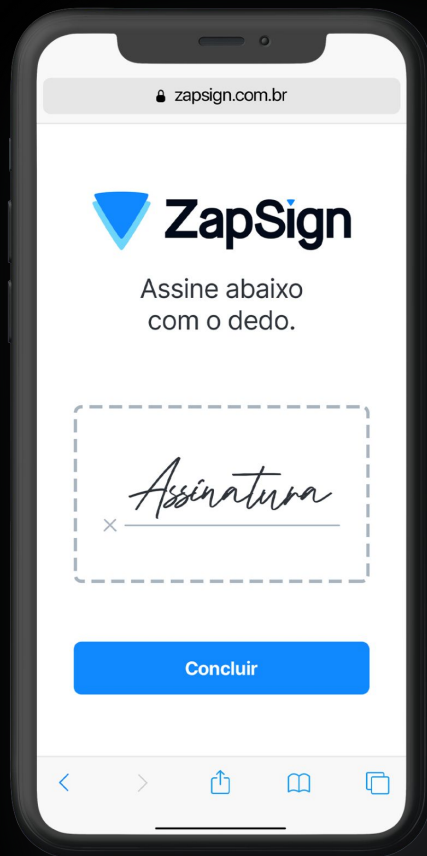 zapsign.com.br
ZapSign
Assine abaixo
com o dedo.
Assinatura
×
Concluir